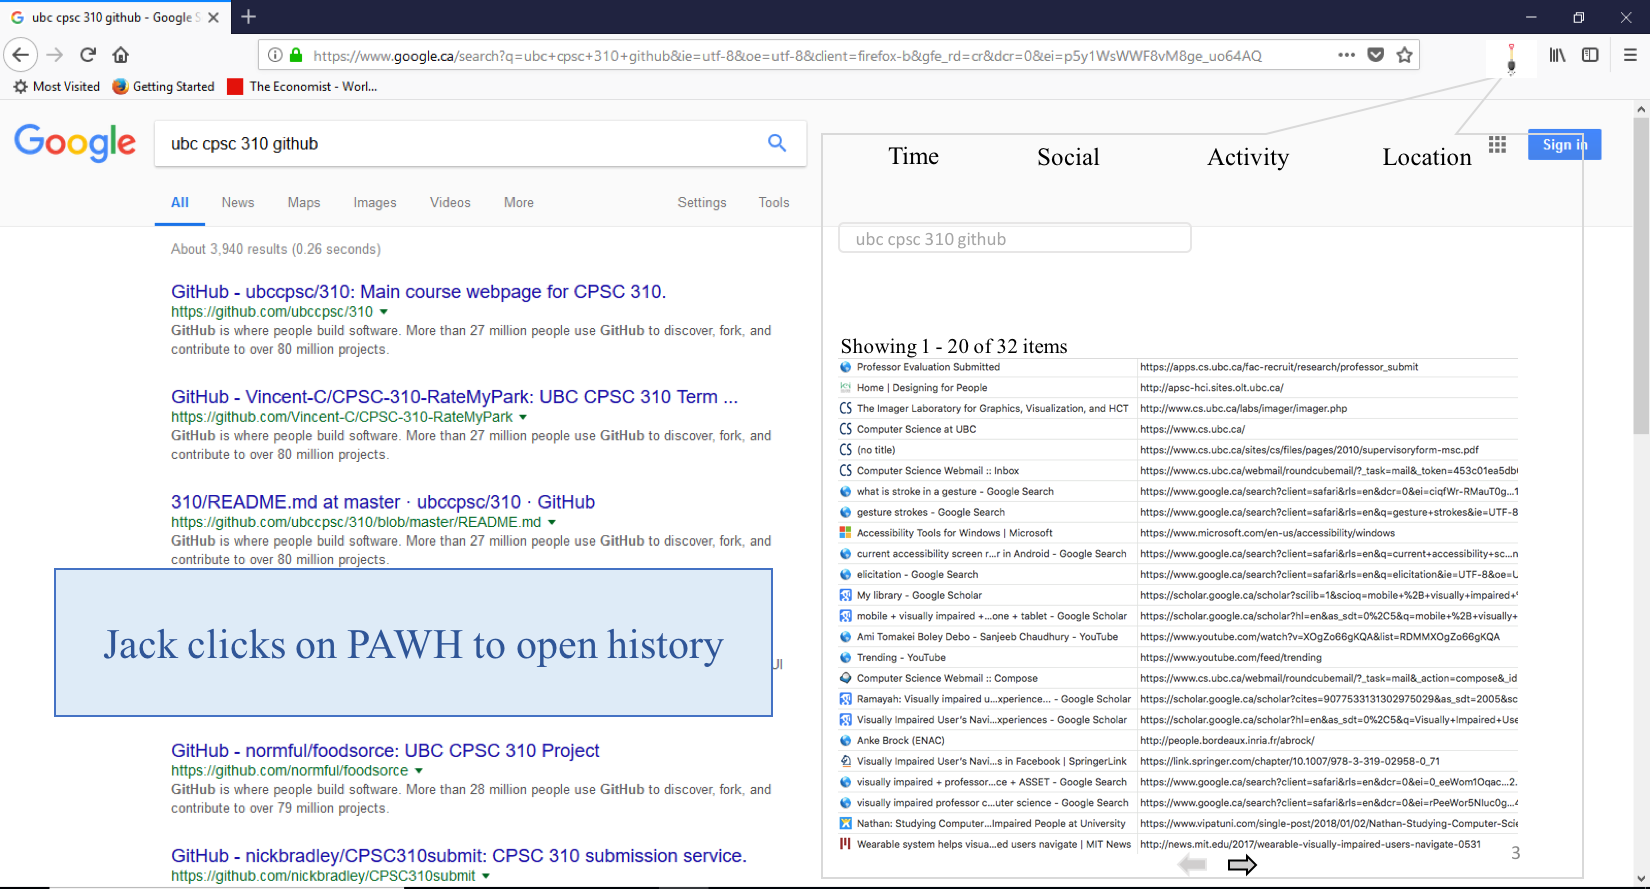 ubc cpsc 310 github - Google S
https://www.google.ca/search?q=ubc+cpsc+310+github&ie=utf-8&oe=utf-8&client=firefox-b&gfe_rd=cr&dcr=0&ei=p5y1WsWWF8vM8ge_uo64AQ
Most Visited Getting Started The Economist - Worl...
Google
ubc cpsc 310 github
Sign in
All News Maps Images Videos More Settings Tools
About 3,940 results (0.26 seconds)
GitHub - ubccpsc/310: Main course webpage for CPSC 310.
https://github.com/ubccpsc/310
GitHub is where people build software. More than 27 million people use GitHub to discover, fork, and
contribute to over 80 million projects.
GitHub - Vincent-C/CPSC-310-RateMyPark: UBC CPSC 310 Term ...
https://github.com/Vincent-C/CPSC-310-RateMyPark
GitHub is where people build software. More than 27 million people use GitHub to discover, fork, and
contribute to over 80 million projects.
310/README.md at master · ubccpsc/310 · GitHub
https://github.com/ubccpsc/310/blob/master/README.md
GitHub is where people build software. More than 27 million people use GitHub to discover, fork, and
contribute to over 80 million projects.
Jack clicks on PAWH to open history
GitHub - normful/foodsorce: UBC CPSC 310 Project
https://github.com/normful/foodsorce
GitHub is where people build software. More than 28 million people use GitHub to discover, fork, and
contribute to over 79 million projects.
GitHub - nickbradley/CPSC310submit: CPSC 310 submission service.
https://github.com/nickbradley/CPSC310submit
Time Social Activity Location
ubc cpsc 310 github
Showing 1 - 20 of 32 items
Professor Evaluation Submitted https://apps.cs.ubc.ca/fac-recruit/research/professor_submit
Home | Designing for People http://apsc-hci.sites.olt.ubc.ca/
CS The Imager Laboratory for Graphics, Visualization, and HCT http://www.cs.ubc.ca/labs/imager/imager.php
CS Computer Science at UBC https://www.cs.ubc.ca/
CS (no title) https://www.cs.ubc.ca/sites/cs/files/pages/2010/supervisoryform-msc.pdf
CS Computer Science Webmail :: Inbox https://www.cs.ubc.ca/webmail/roundcubemail/?_task=mail&_token=453c01ea5db
what is stroke in a gesture - Google Search https://www.google.ca/search?client=safari&rls=en&dcr=0&ei=ciqfWr-RMauT0g...1
gesture strokes - Google Search https://www.google.ca/search?client=safari&rls=en&q=gesture+strokes&ie=UTF-8
Accessibility Tools for Windows | Microsoft https://www.microsoft.com/en-us/accessibility/windows
current accessibility screen r...r in Android - Google Search https://www.google.ca/search?client=safari&rls=en&q=current+accessibility+sc...n
elicitation - Google Search https://www.google.ca/search?client=safari&rls=en&q=elicitation&ie=UTF-8&oe=U
My library - Google Scholar https://scholar.google.ca/scholar?scilib=1&scioq=mobile+%2B+visually+impaired+
mobile + visually impaired +...one + tablet - Google Scholar https://scholar.google.ca/scholar?hl=en&as_sdt=0%2C5&q=mobile+%2B+visually+
Ami Tomakei Boley Debo - Sanjeeb Chaudhury - YouTube https://www.youtube.com/watch?v=XOgZo66gKQA&list=RDMMXOgZo66gKQA
Trending - YouTube https://www.youtube.com/feed/trending
Computer Science Webmail :: Compose https://www.cs.ubc.ca/webmail/roundcubemail/?_task=mail&_action=compose&_id
Ramayah: Visually impaired u...xperience... - Google Scholar https://scholar.google.ca/scholar?cites=9077533131302975029&as_sdt=2005&sc
Visually Impaired User's Navi...xperiences - Google Scholar https://scholar.google.ca/scholar?hl=en&as_sdt=0%2C5&q=Visually+Impaired+Use
Anke Brock (ENAC) http://people.bordeaux.inria.fr/abrock/
Visually Impaired User's Navi...s in Facebook | SpringerLink https://link.springer.com/chapter/10.1007/978-3-319-02958-0_71
visually impaired + professor...ce + ASSET - Google Search https://www.google.ca/search?client=safari&rls=en&dcr=0&ei=0_eeWom1Oqac...2.
visually impaired professor c...uter science - Google Search https://www.google.ca/search?client=safari&rls=en&dcr=0&ei=rPeeWor5Nluc0g...4
Nathan: Studying Computer...Impaired People at University https://www.vipatuni.com/single-post/2018/01/02/Nathan-Studying-Computer-Scie
Wearable system helps visua...ed users navigate | MIT News http://news.mit.edu/2017/wearable-visually-impaired-users-navigate-0531
3